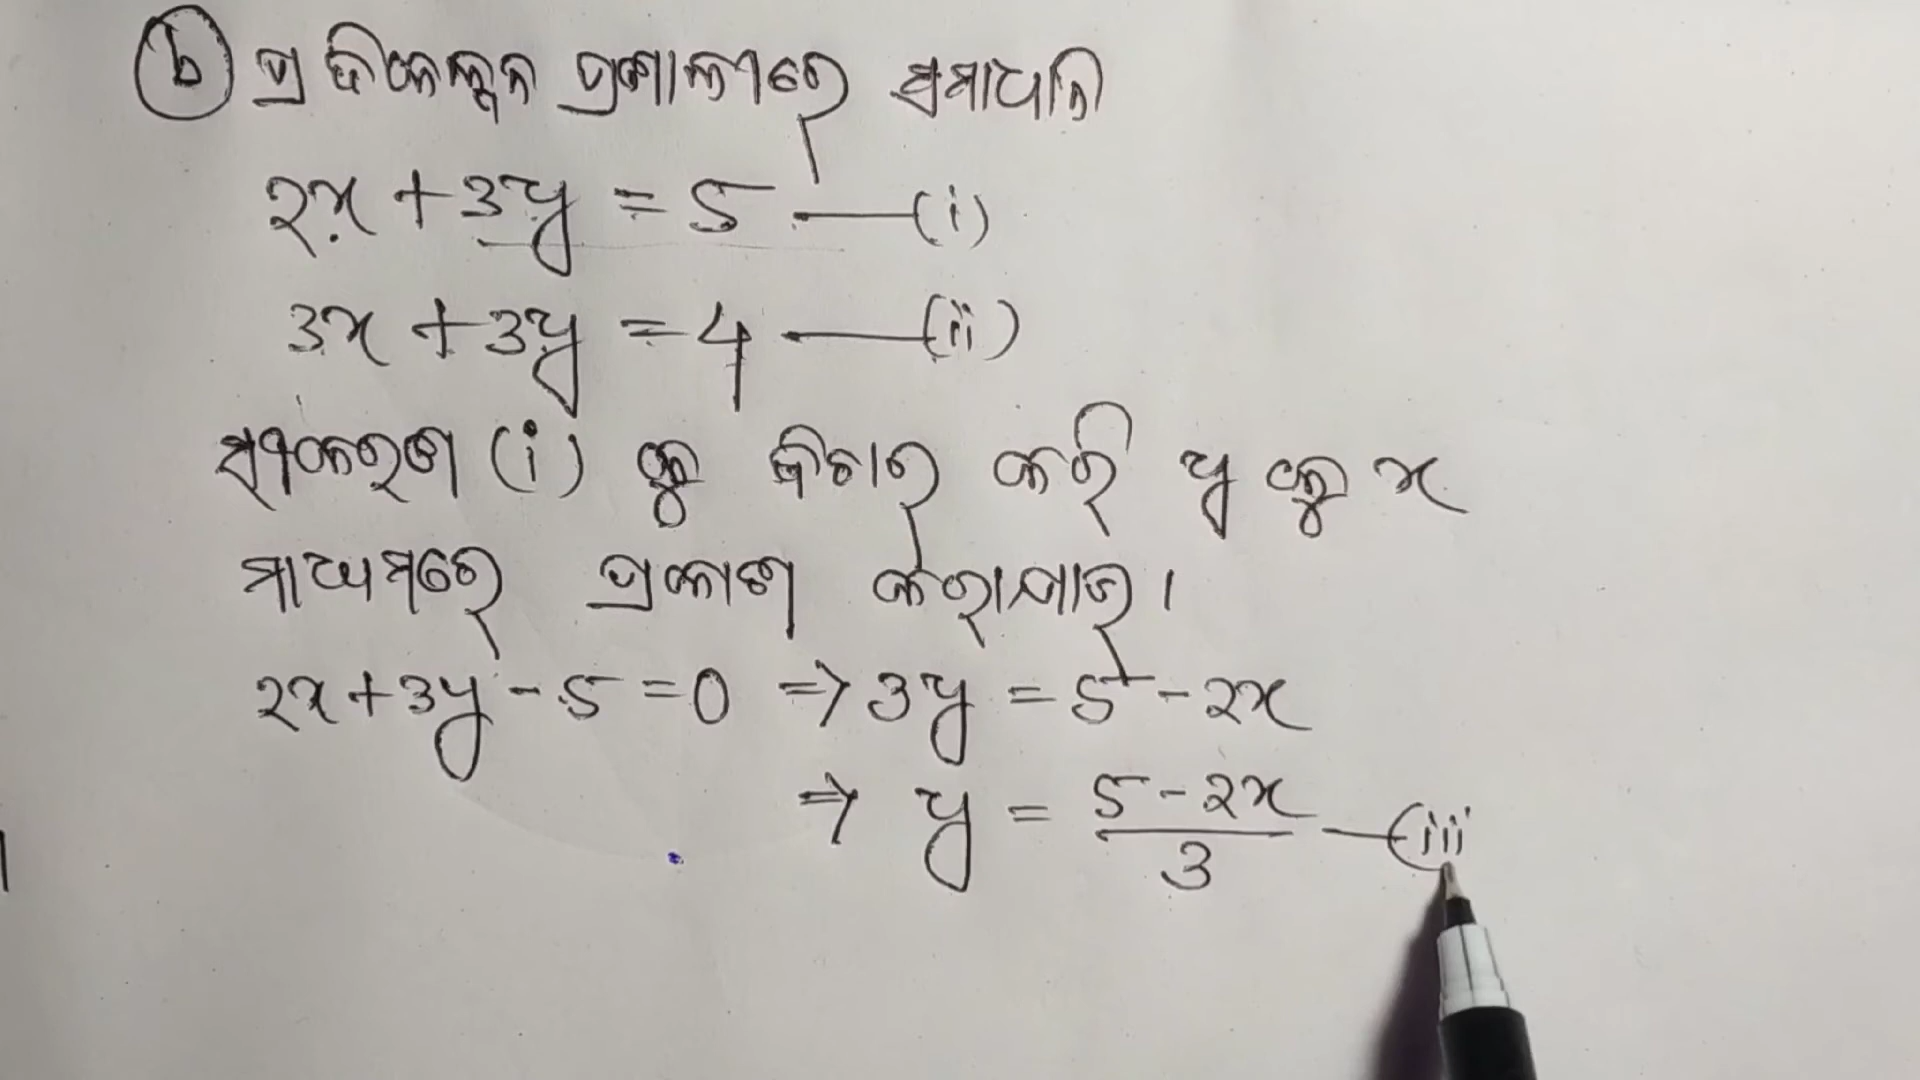 (b) ପ୍ରତିକଳ୍ପନ ପ୍ରଣାଳୀରେ ସମାଧାନ
2x + 3y = 5 — (i)
3x + 3y = 4 — (ii)
ସମୀକରଣ (i) କୁ ବିଚାର କରି y କୁ x
ମାଧ୍ୟମରେ ପ୍ରକାଶ କରାଯାଉ।
2x + 3y - 5 = 0 ⇒ 3y = 5 - 2x
⇒ y = (5 - 2x)/3 — (iii